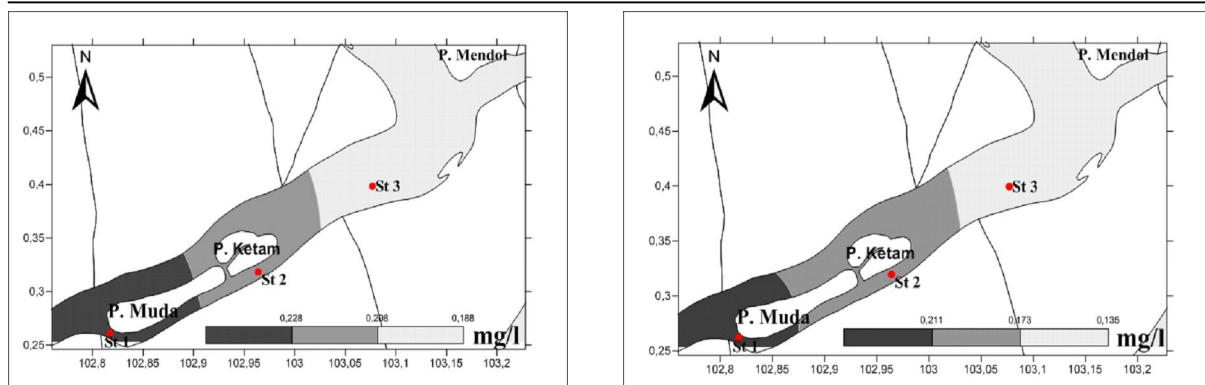 N
P. Mendol
0,5
0,45
0,4
St 3
0,35
P. Ketam
St 2
0,3
P. Muda
0,228 0,208 0,188
St 1
mg/l
0,25
102,8 102,85 102,9 102,95 103 103,05 103,1 103,15 103,2
N
P. Mendol
0,5
0,45
0,4
St 3
0,35
P. Ketam
St 2
0,3
P. Muda
0,211 0,173 0,135
St 1
mg/l
0,25
102,8 102,85 102,9 102,95 103 103,05 103,1 103,15 103,2